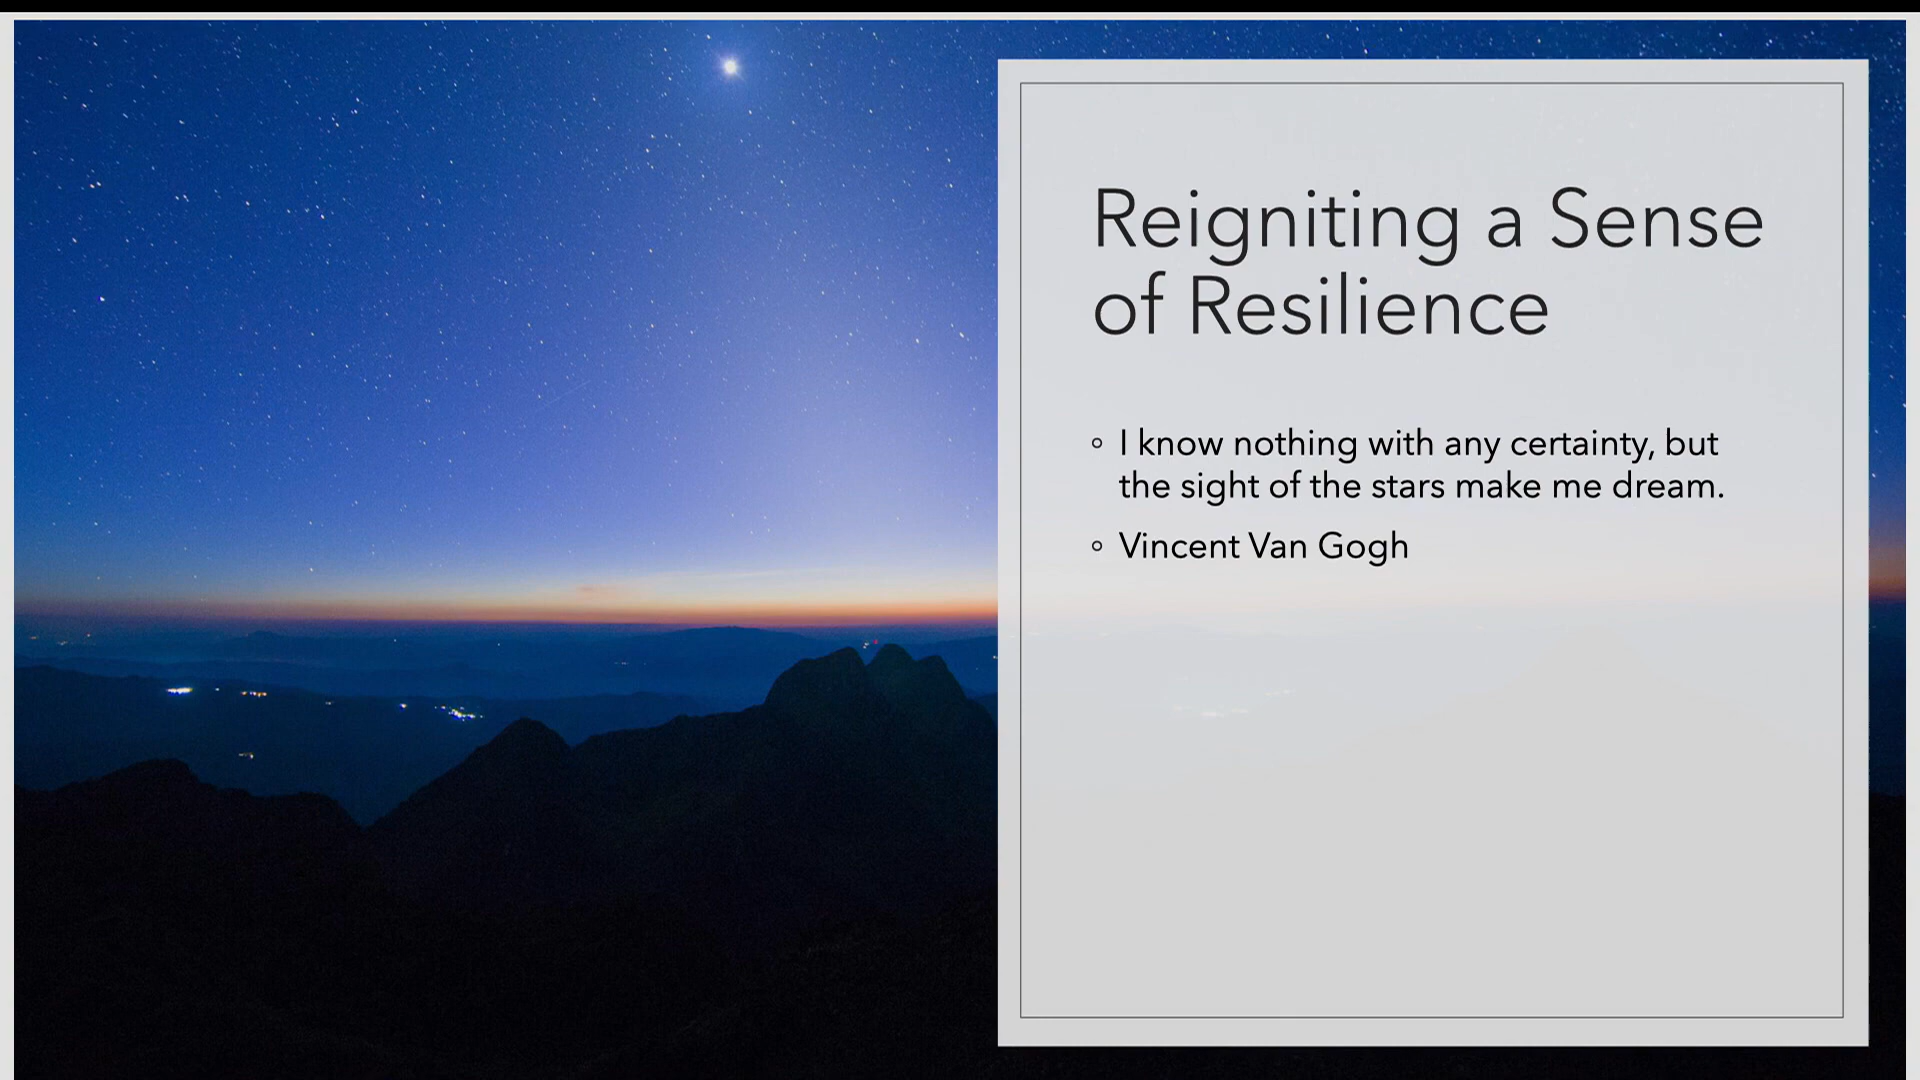 Reigniting a Sense
of Resilience
I know nothing with any certainty, but
the sight of the stars make me dream.
Vincent Van Gogh